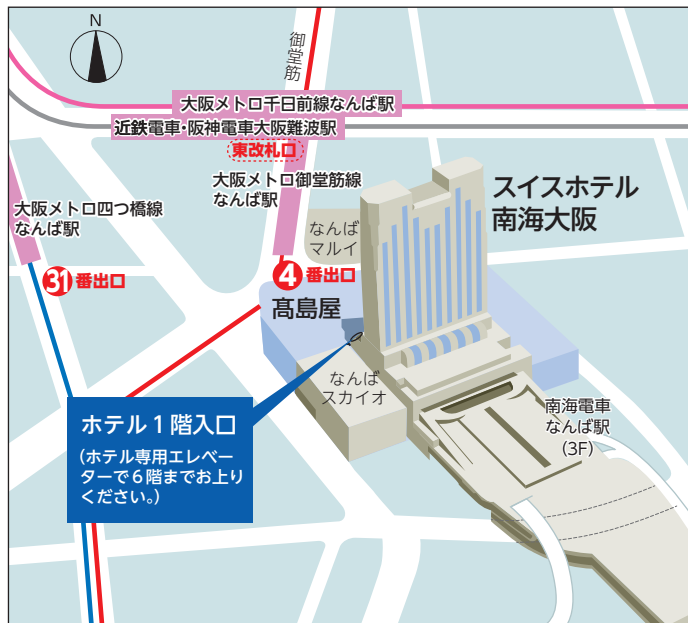 N
御堂筋
大阪メトロ千日前線なんば駅
近鉄電車・阪神電車大阪難波駅
東改札口
大阪メトロ御堂筋線
なんば駅
大阪メトロ四つ橋線
なんば駅
スイスホテル
南海大阪
なんば
マルイ
31番出口
4番出口
髙島屋
なんば
スカイオ
南海電車
なんば駅
(3F)
ホテル1階入口
(ホテル専用エレベー
ターで6階までお上り
ください。)